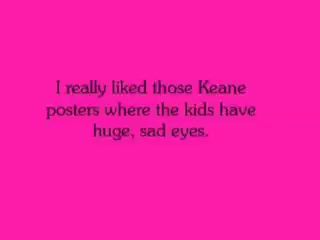 I really liked those Keane
posters where the kids have
huge, sad eyes.